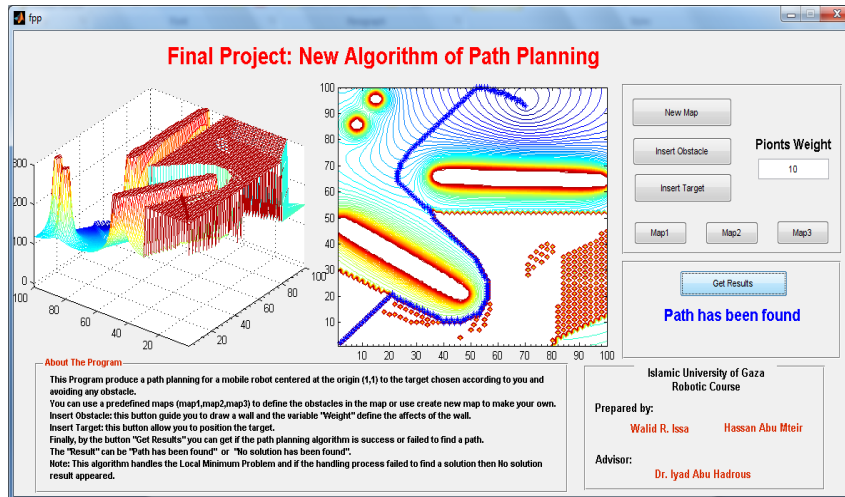 fpp
Final Project: New Algorithm of Path Planning
300
200
100
0
100
80
60
40
20
100
80
60
40
20
100
90
80
70
60
50
40
30
20
10
10 20 30 40 50 60 70 80 90 100
New Map
Insert Obstacle
Insert Target
Pionts Weight
10
Map1 Map2 Map3
Get Results
Path has been found
About The Program
This Program produce a path planning for a mobile robot centered at the origin (1,1) to the target chosen according to you and
avoiding any obstacle.
You can use a predefined maps (map1,map2,map3) to define the obstacles in the map or use create new map to make your own.
Insert Obstacle: this button guide you to draw a wall and the variable "Weight" define the affects of the wall.
Insert Target: this button allow you to position the target.
Finally, by the button "Get Results" you can get if the path planning algorithm is success or failed to find a path.
The "Result" can be "Path has been found" or "No solution has been found".
Note: This algorithm handles the Local Minimum Problem and if the handling process failed to find a solution then No solution
result appeared.
Islamic University of Gaza
Robotic Course
Prepared by:
Walid R. Issa Hassan Abu Mteir
Advisor:
Dr. Iyad Abu Hadrous